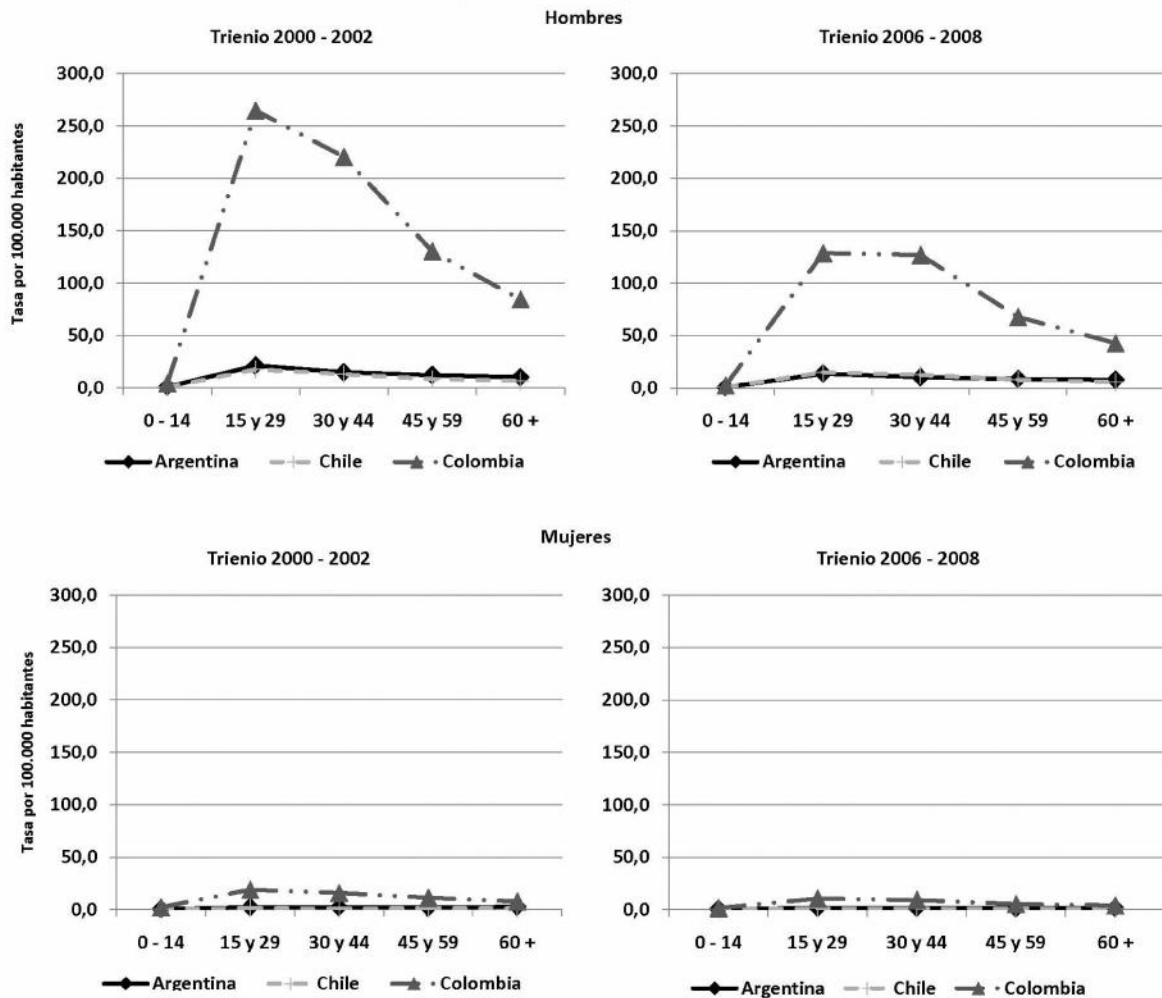 Hombres
Trienio 2000 - 2002
Trienio 2006 - 2008
Tasa por 100.000 habitantes
300,0
250,0
200,0
150,0
100,0
50,0
0,0
0 - 14 15 y 29 30 y 44 45 y 59 60 +
Argentina Chile Colombia
300,0
250,0
200,0
150,0
100,0
50,0
0,0
0 - 14 15 y 29 30 y 44 45 y 59 60 +
Argentina Chile Colombia
Mujeres
Trienio 2000 - 2002
Trienio 2006 - 2008
Tasa por 100.000 habitantes
300,0
250,0
200,0
150,0
100,0
50,0
0,0
0 - 14 15 y 29 30 y 44 45 y 59 60 +
Argentina Chile Colombia
300,0
250,0
200,0
150,0
100,0
50,0
0,0
0 - 14 15 y 29 30 y 44 45 y 59 60 +
Argentina Chile Colombia